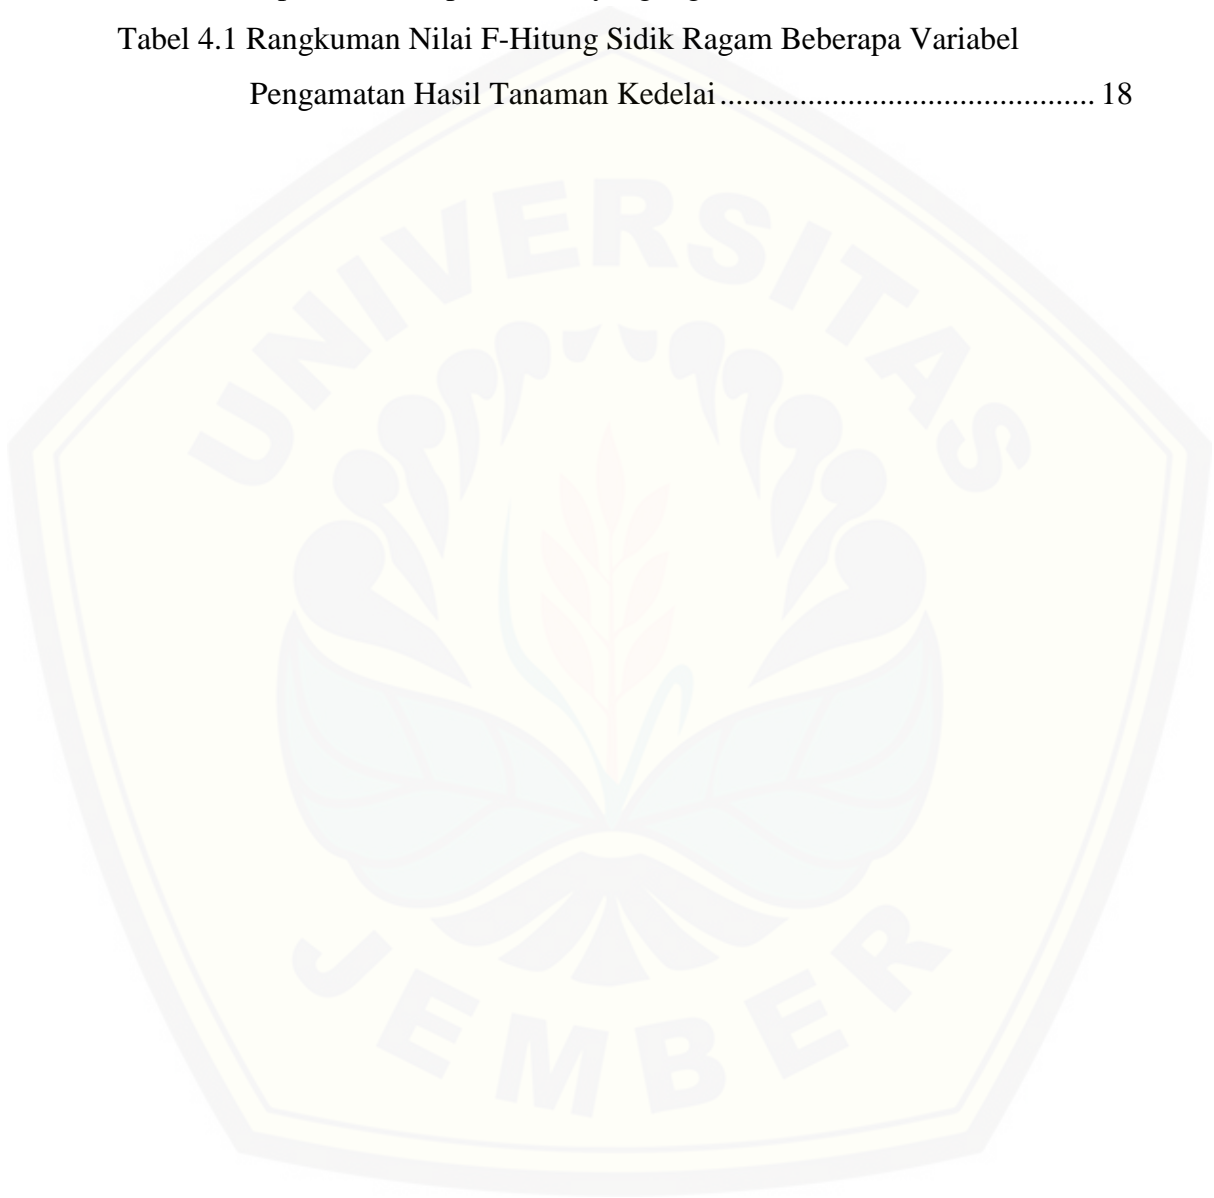 Tabel 4.1 Rangkuman Nilai F-Hitung Sidik Ragam Beberapa Variabel
Pengamatan Hasil Tanaman Kedelai ............................................... 18
UNIVERSITAS
JEMBER